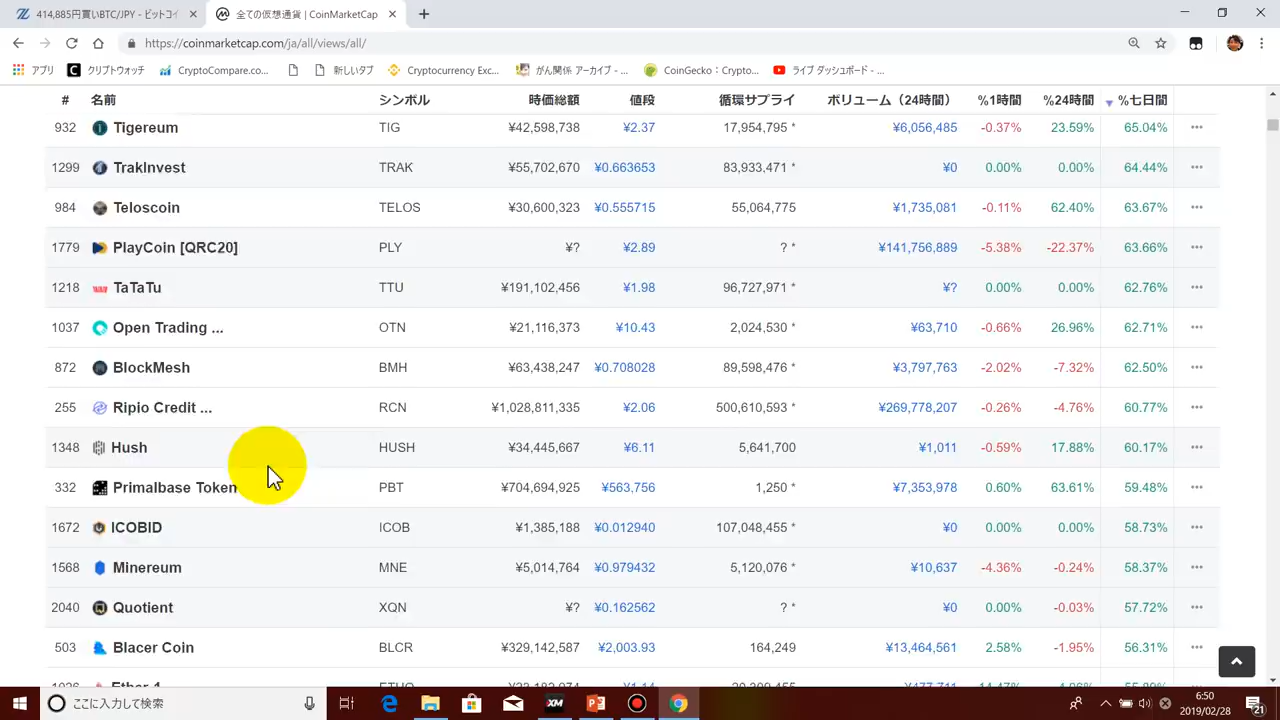 414,885円買いBTC/JPY - ビットコイ
全ての仮想通貨 | CoinMarketCap
https://coinmarketcap.com/ja/all/views/all/
アプリ クリプトウォッチ CryptoCompare.co... 新しいタブ Cryptocurrency Exc... がん関係 アーカイブ - ... CoinGecko：Crypto... ライブ ダッシュボード - ...
# 名前 シンボル 時価総額 値段 循環サプライ ボリューム（24時間） %1時間 %24時間 %七日間
932 Tigereum TIG ¥42,598,738 ¥2.37 17,954,795 * ¥6,056,485 -0.37% 23.59% 65.04%
1299 TrakInvest TRAK ¥55,702,670 ¥0.663653 83,933,471 * ¥0 0.00% 0.00% 64.44%
984 Teloscoin TELOS ¥30,600,323 ¥0.555715 55,064,775 ¥1,735,081 -0.11% 62.40% 63.67%
1779 PlayCoin [QRC20] PLY ¥? ¥2.89 ? * ¥141,756,889 -5.38% -22.37% 63.66%
1218 TaTaTu TTU ¥191,102,456 ¥1.98 96,727,971 * ¥? 0.00% 0.00% 62.76%
1037 Open Trading ... OTN ¥21,116,373 ¥10.43 2,024,530 * ¥63,710 -0.66% 26.96% 62.71%
872 BlockMesh BMH ¥63,438,247 ¥0.708028 89,598,476 * ¥3,797,763 -2.02% -7.32% 62.50%
255 Ripio Credit ... RCN ¥1,028,811,335 ¥2.06 500,610,593 * ¥269,778,207 -0.26% -4.76% 60.77%
1348 Hush HUSH ¥34,445,667 ¥6.11 5,641,700 ¥1,011 -0.59% 17.88% 60.17%
332 Primalbase Token PBT ¥704,694,925 ¥563,756 1,250 * ¥7,353,978 0.60% 63.61% 59.48%
1672 ICOBID ICOB ¥1,385,188 ¥0.012940 107,048,455 * ¥0 0.00% 0.00% 58.73%
1568 Minereum MNE ¥5,014,764 ¥0.979432 5,120,076 * ¥10,637 -4.36% -0.24% 58.37%
2040 Quotient XQN ¥? ¥0.162562 ? * ¥0 0.00% -0.03% 57.72%
503 Blacer Coin BLCR ¥329,142,587 ¥2,003.93 164,249 ¥13,464,561 2.58% -1.95% 56.31%
ここに入力して検索
6:50
2019/02/28
21